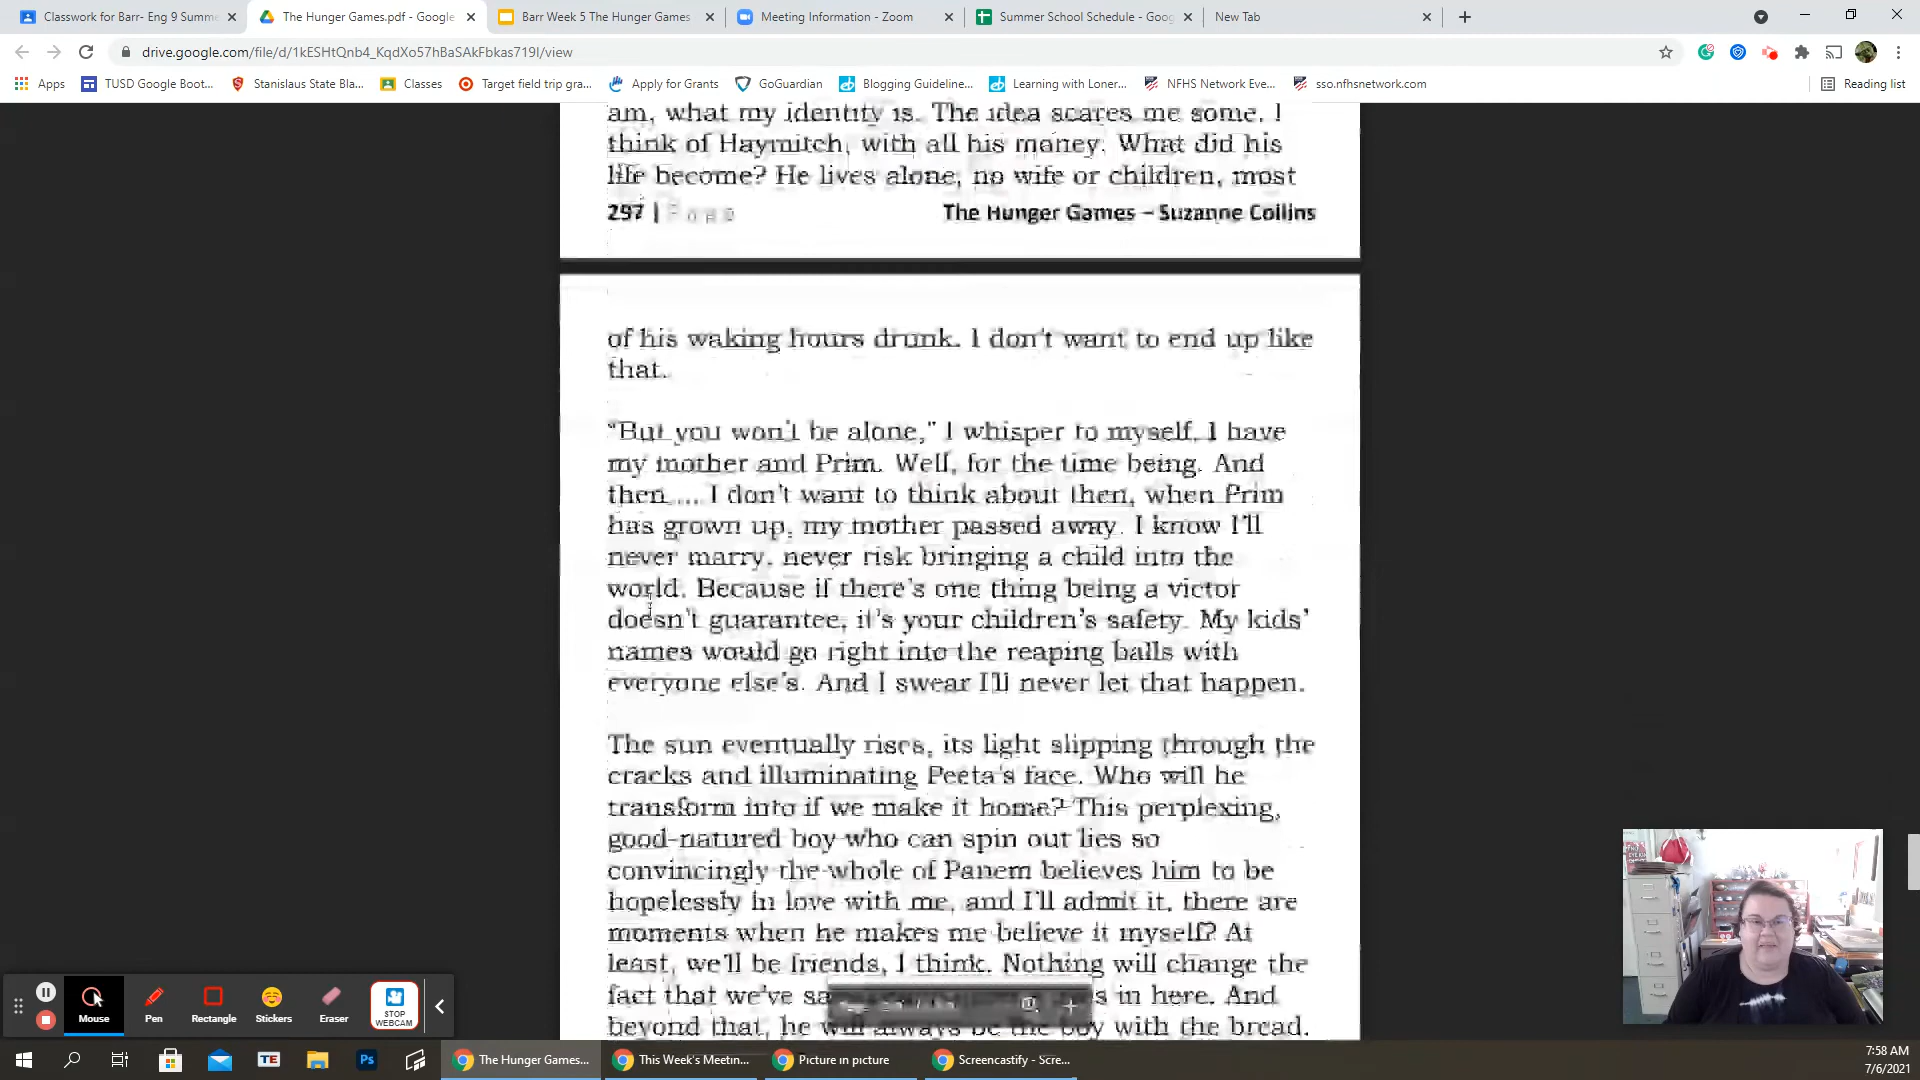 Classwork for Barr- Eng 9 Summe
The Hunger Games.pdf - Google
Barr Week 5 The Hunger Games
Meeting Information - Zoom
Summer School Schedule - Goog
New Tab
drive.google.com/file/d/1kESHtQnb4_KqdXo57hBaSAkFbkas719I/view
Apps
TUSD Google Boot...
Stanislaus State Bla...
Classes
Target field trip gra...
Apply for Grants
GoGuardian
Blogging Guideline...
Learning with Loner...
NFHS Network Eve...
sso.nfhsnetwork.com
Reading list
am, what my identity is. The idea scares me some. I
think of Haymitch, with all his money. What did his
life become? He lives alone, no wife or children, most
297 | Page The Hunger Games – Suzanne Collins
of his waking hours drunk. I don't want to end up like
that.
“But you won't be alone,” I whisper to myself. I have
my mother and Prim. Well, for the time being. And
then .... I don't want to think about then, when Prim
has grown up, my mother passed away. I know I'll
never marry, never risk bringing a child into the
world. Because if there's one thing being a victor
doesn't guarantee, it's your children's safety. My kids'
names would go right into the reaping balls with
everyone else's. And I swear I'll never let that happen.
The sun eventually rises, its light slipping through the
cracks and illuminating Peeta's face. Who will he
transform into if we make it home? This perplexing,
good-natured boy who can spin out lies so
convincingly the whole of Panem believes him to be
hopelessly in love with me, and I'll admit it, there are
moments when he makes me believe it myself? At
least, we'll be friends, I think. Nothing will change the
fact that we've in here. And
beyond that, he will always be the boy with the bread.
Mouse
Pen
Rectangle
Stickers
Eraser
STOP
WEBCAM
The Hunger Games...
This Week's Meetin...
Picture in picture
Screencastify - Scre...
7:58 AM
7/6/2021